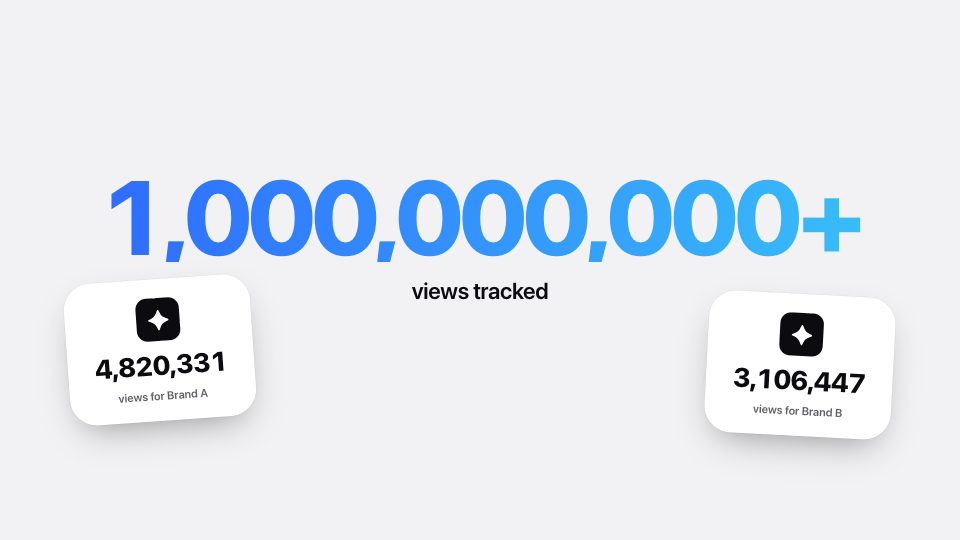 1,000,000,000+
views tracked
4,820,331
views for Brand A
3,106,447
views for Brand B